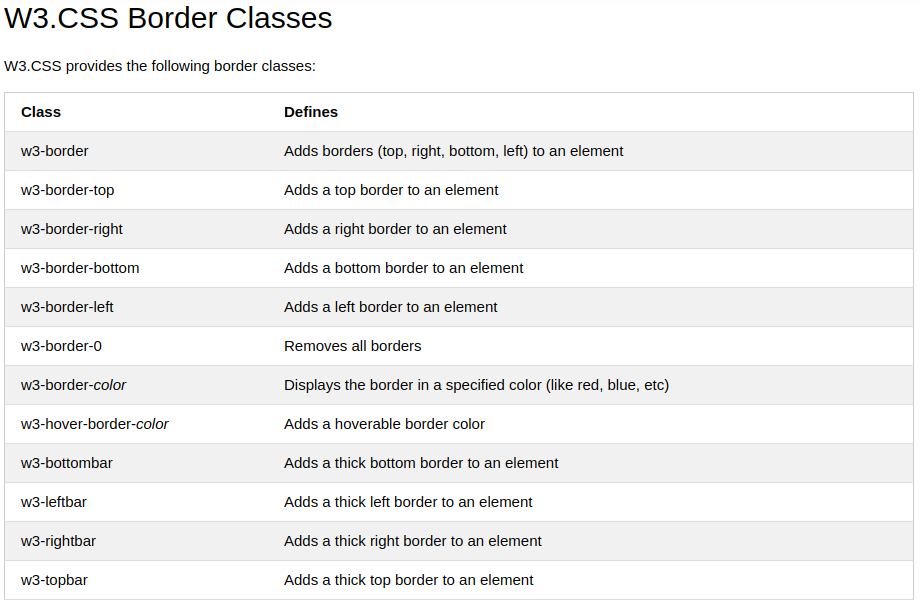 W3.CSS Border Classes
W3.CSS provides the following border classes:
Class Defines
w3-border Adds borders (top, right, bottom, left) to an element
w3-border-top Adds a top border to an element
w3-border-right Adds a right border to an element
w3-border-bottom Adds a bottom border to an element
w3-border-left Adds a left border to an element
w3-border-0 Removes all borders
w3-border-color Displays the border in a specified color (like red, blue, etc)
w3-hover-border-color Adds a hoverable border color
w3-bottombar Adds a thick bottom border to an element
w3-leftbar Adds a thick left border to an element
w3-rightbar Adds a thick right border to an element
w3-topbar Adds a thick top border to an element